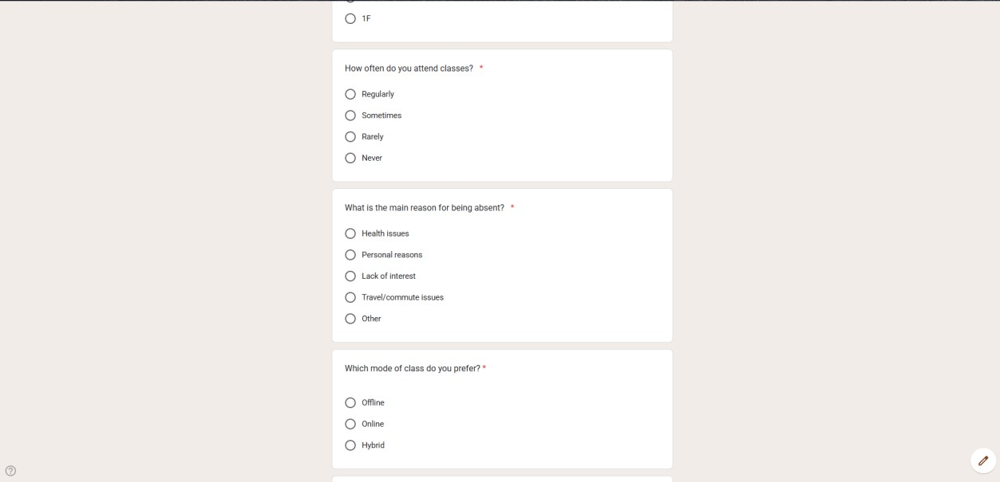 1F
How often do you attend classes? *
Regularly
Sometimes
Rarely
Never
What is the main reason for being absent? *
Health issues
Personal reasons
Lack of interest
Travel/commute issues
Other
Which mode of class do you prefer? *
Offline
Online
Hybrid